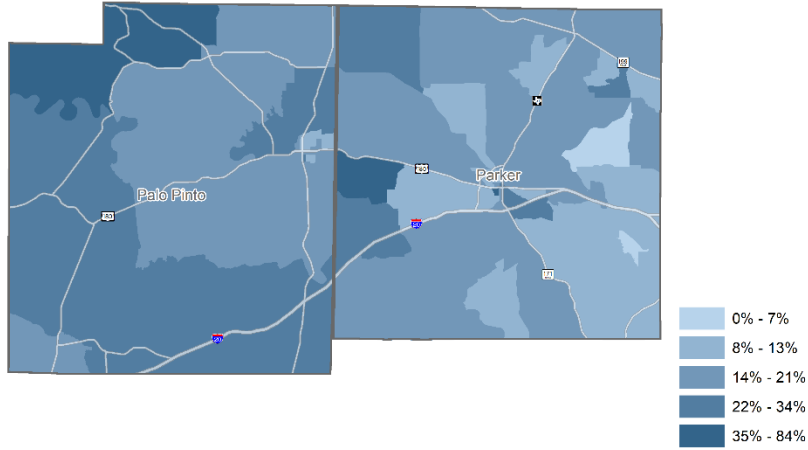 199
180
Parker
Palo Pinto
180
20
171
20
0% - 7%
8% - 13%
14% - 21%
22% - 34%
35% - 84%